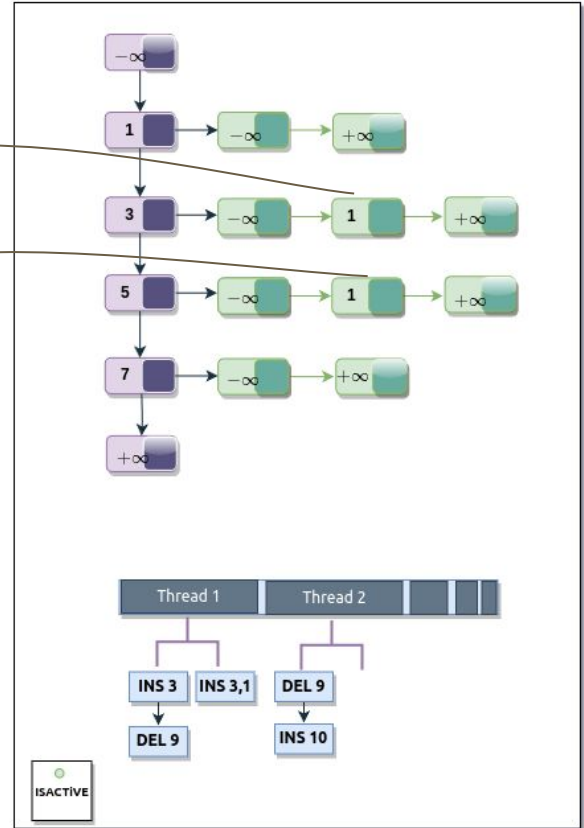 −∞
1 −∞ +∞
3 −∞ 1 +∞
5 −∞ 1 +∞
7 −∞ +∞
+∞
Thread 1 Thread 2
INS 3 INS 3,1 DEL 9
DEL 9 INS 10
ISACTİVE